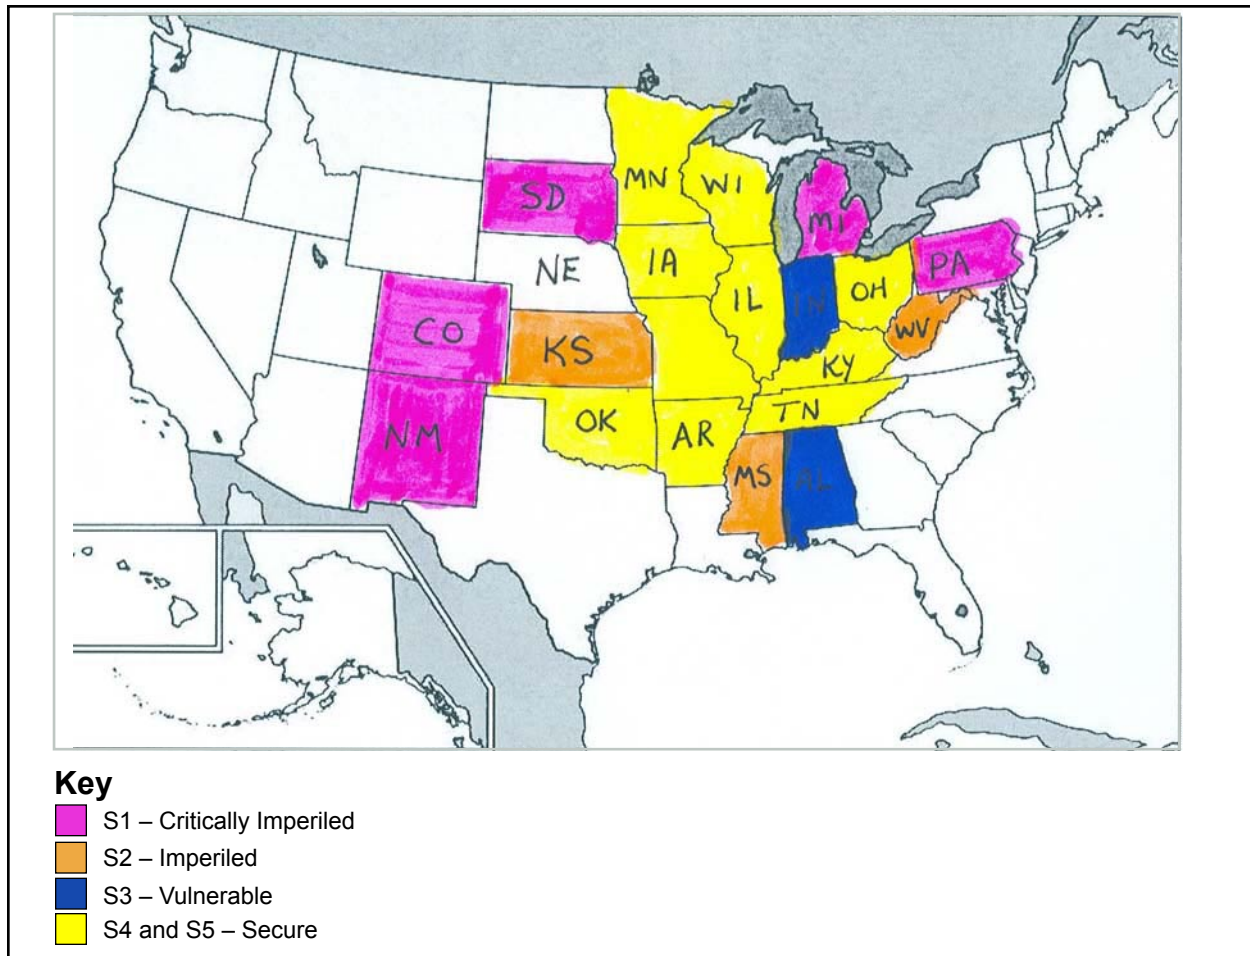 SD
MN
WI
MI
NE
IA
IL
IN
OH
PA
CO
KS
WV
KY
NM
OK
AR
TN
MS
AL
Key
S1 – Critically Imperiled
S2 – Imperiled
S3 – Vulnerable
S4 and S5 – Secure